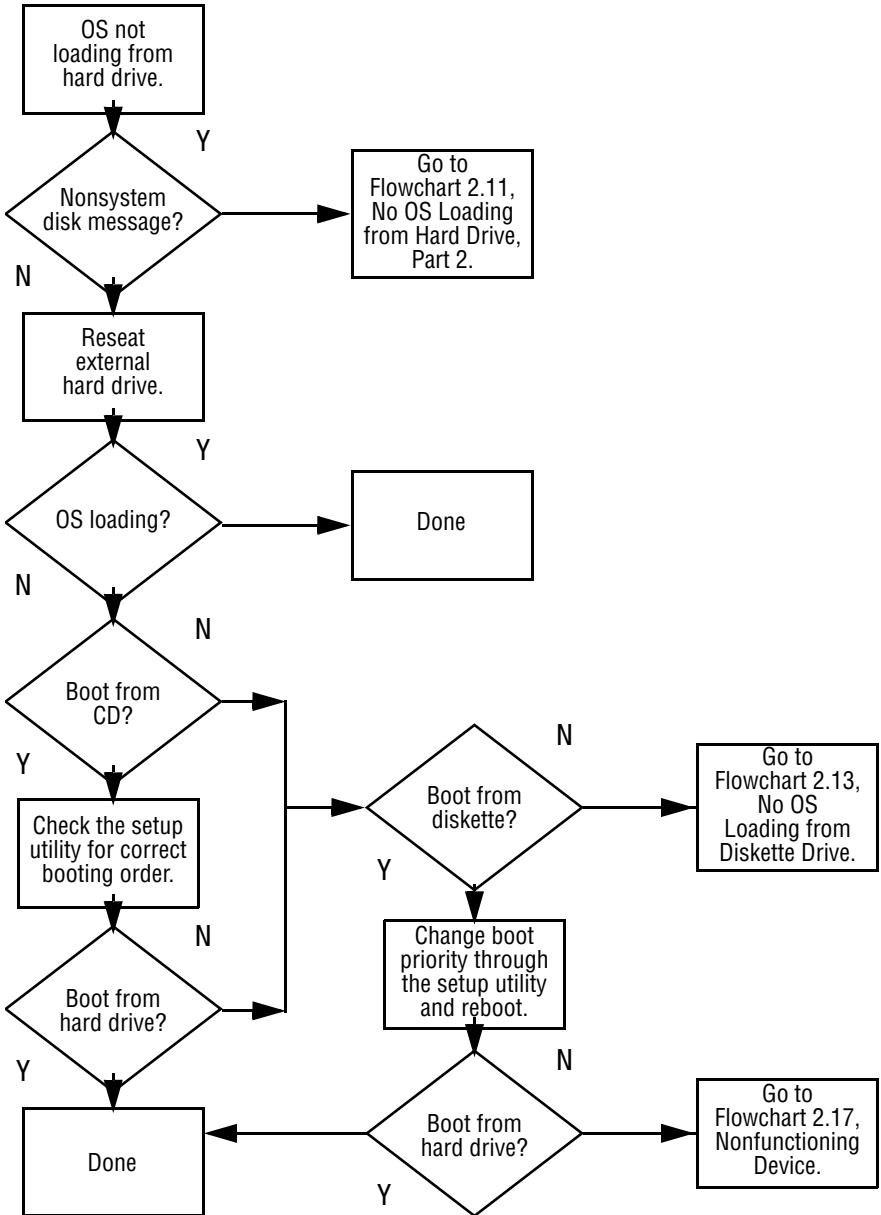 OS not
loading from
hard drive.
Y
Nonsystem
disk message?
Go to
Flowchart 2.11,
No OS Loading
from Hard Drive,
Part 2.
N
Reseat
external
hard drive.
Y
OS loading?
Done
N
N
Boot from
CD?
Y
Check the setup
utility for correct
booting order.
N
Boot from
hard drive?
Y
Done
N
Boot from
diskette?
Go to
Flowchart 2.13,
No OS
Loading from
Diskette Drive.
Y
Change boot
priority through
the setup utility
and reboot.
N
Boot from
hard drive?
Go to
Flowchart 2.17,
Nonfunctioning
Device.
Y